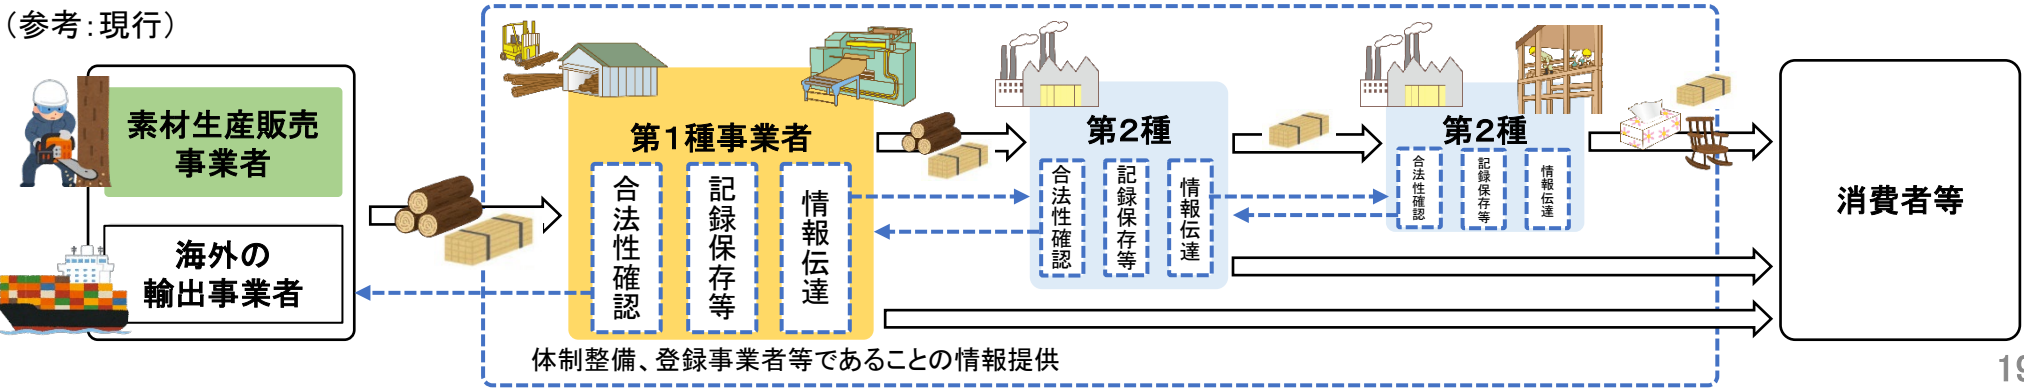 （参考：現行）
素材生産販売
事業者
海外の
輸出事業者
第１種事業者
合法性確認
記録保存等
情報伝達
第２種
合法性確認
記録保存等
情報伝達
第２種
合法性確認
記録保存等
情報伝達
消費者等
体制整備、登録事業者等であることの情報提供
19